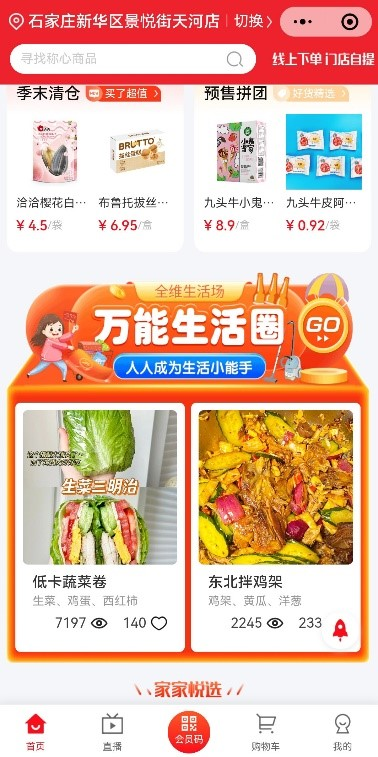 石家庄新华区景悦街天河店
切换
寻找称心商品
线上下单 门店自提
季末清仓
买了超值
预售拼团
好货精选
BRUTTO
洽洽樱花白…
布鲁托拔丝…
九头牛小鬼…
九头牛皮阿…
¥ 4.5/袋
¥ 6.95/盒
¥ 8.9/盒
¥ 0.92/袋
全维生活场
万能生活圈
GO
人人成为生活小能手
生菜三明治
低卡蔬菜卷
生菜、鸡蛋、西红柿
7197
140
东北拌鸡架
鸡架、黄瓜、洋葱
2245
233
家家悦选
首页
直播
会员码
购物车
我的